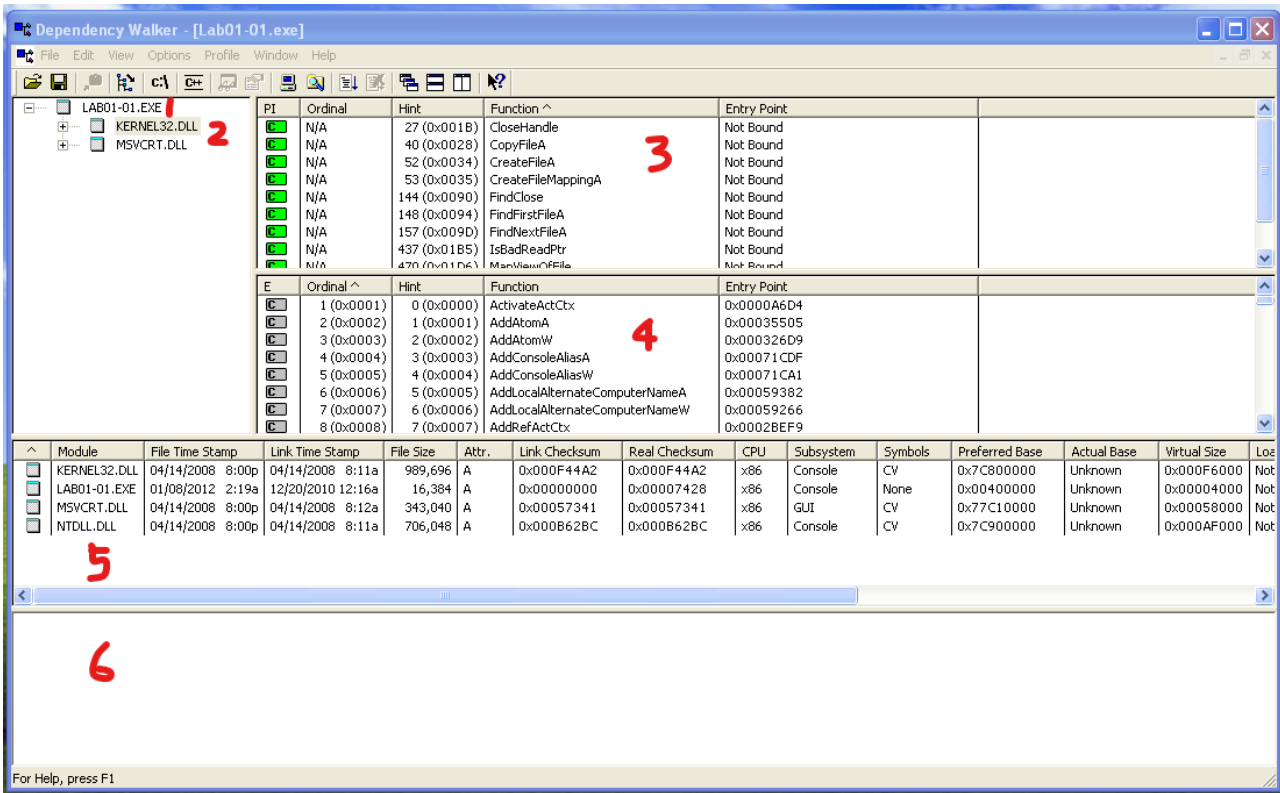 Dependency Walker - [Lab01-01.exe]
File Edit View Options Profile Window Help
c:\ C++
LAB01-01.EXE 1
KERNEL32.DLL 2
MSVCRT.DLL
PI Ordinal Hint Function ^ Entry Point
C N/A 27 (0x001B) CloseHandle Not Bound
C N/A 40 (0x0028) CopyFileA Not Bound
C N/A 52 (0x0034) CreateFileA Not Bound
C N/A 53 (0x0035) CreateFileMappingA Not Bound
C N/A 144 (0x0090) FindClose Not Bound
C N/A 148 (0x0094) FindFirstFileA Not Bound
C N/A 157 (0x009D) FindNextFileA Not Bound
C N/A 437 (0x01B5) IsBadReadPtr Not Bound
C N/A 470 (0x01D6) MapViewOfFile Not Bound
3
E Ordinal ^ Hint Function Entry Point
C 1 (0x0001) 0 (0x0000) ActivateActCtx 0x0000A6D4
C 2 (0x0002) 1 (0x0001) AddAtomA 0x00035505
C 3 (0x0003) 2 (0x0002) AddAtomW 0x000326D9
C 4 (0x0004) 3 (0x0003) AddConsoleAliasA 0x00071CDF
C 5 (0x0005) 4 (0x0004) AddConsoleAliasW 0x00071CA1
C 6 (0x0006) 5 (0x0005) AddLocalAlternateComputerNameA 0x00059382
C 7 (0x0007) 6 (0x0006) AddLocalAlternateComputerNameW 0x00059266
C 8 (0x0008) 7 (0x0007) AddRefActCtx 0x0002BEF9
4
^ Module File Time Stamp Link Time Stamp File Size Attr. Link Checksum Real Checksum CPU Subsystem Symbols Preferred Base Actual Base Virtual Size Loa
KERNEL32.DLL 04/14/2008 8:00p 04/14/2008 8:11a 989,696 A 0x000F44A2 0x000F44A2 x86 Console CV 0x7C800000 Unknown 0x000F6000 Not
LAB01-01.EXE 01/08/2012 2:19a 12/20/2010 12:16a 16,384 A 0x00000000 0x00007428 x86 Console None 0x00400000 Unknown 0x00004000 Not
MSVCRT.DLL 04/14/2008 8:00p 04/14/2008 8:12a 343,040 A 0x00057341 0x00057341 x86 GUI CV 0x77C10000 Unknown 0x00058000 Not
NTDLL.DLL 04/14/2008 8:00p 04/14/2008 8:11a 706,048 A 0x000B62BC 0x000B62BC x86 Console CV 0x7C900000 Unknown 0x000AF000 Not
5
6
For Help, press F1